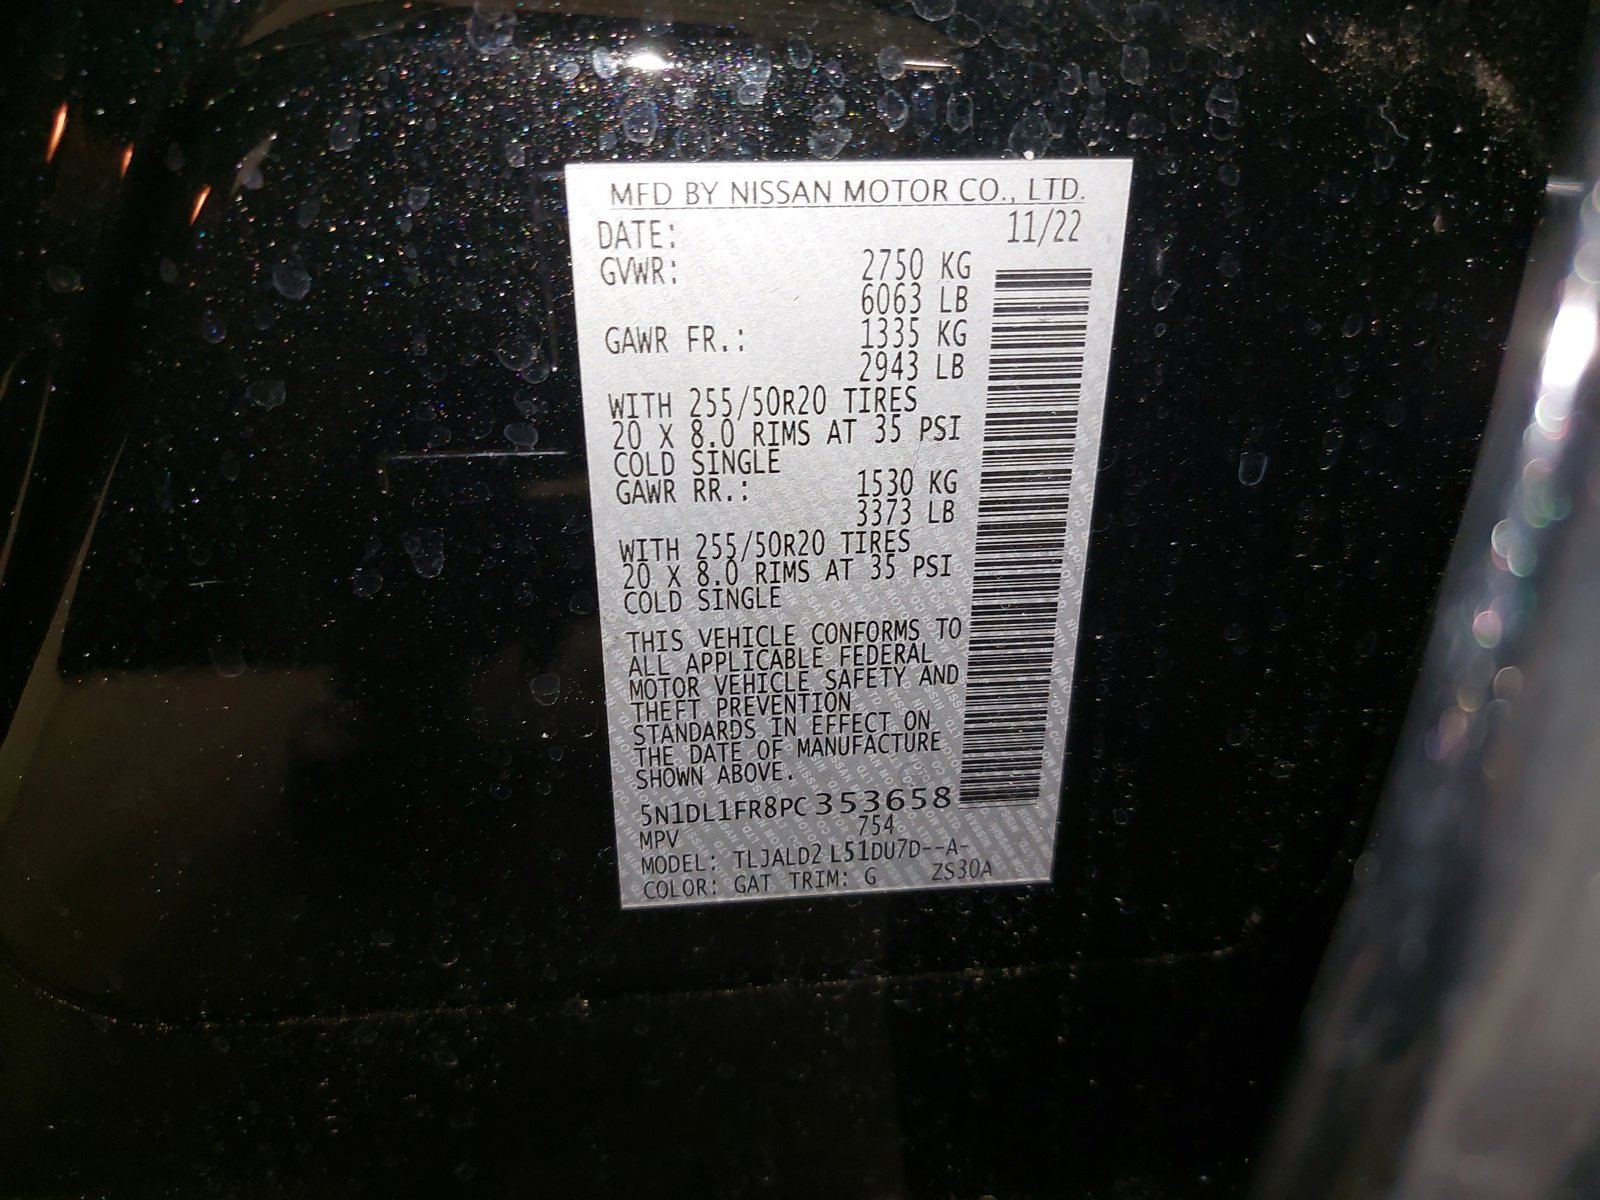 MFD BY NISSAN MOTOR CO., LTD.
DATE: 11/22
GVWR: 2750 KG
6063 LB
GAWR FR.: 1335 KG
2943 LB
WITH 255/50R20 TIRES
20 X 8.0 RIMS AT 35 PSI
COLD SINGLE
GAWR RR.: 1530 KG
3373 LB
WITH 255/50R20 TIRES
20 X 8.0 RIMS AT 35 PSI
COLD SINGLE
THIS VEHICLE CONFORMS TO
ALL APPLICABLE FEDERAL
MOTOR VEHICLE SAFETY AND
THEFT PREVENTION
STANDARDS IN EFFECT ON
THE DATE OF MANUFACTURE
SHOWN ABOVE.
5N1DL1FR8PC353658
MPV 754
MODEL: TLJALD2 L51DU7D--A-
COLOR: GAT TRIM: G ZS30A